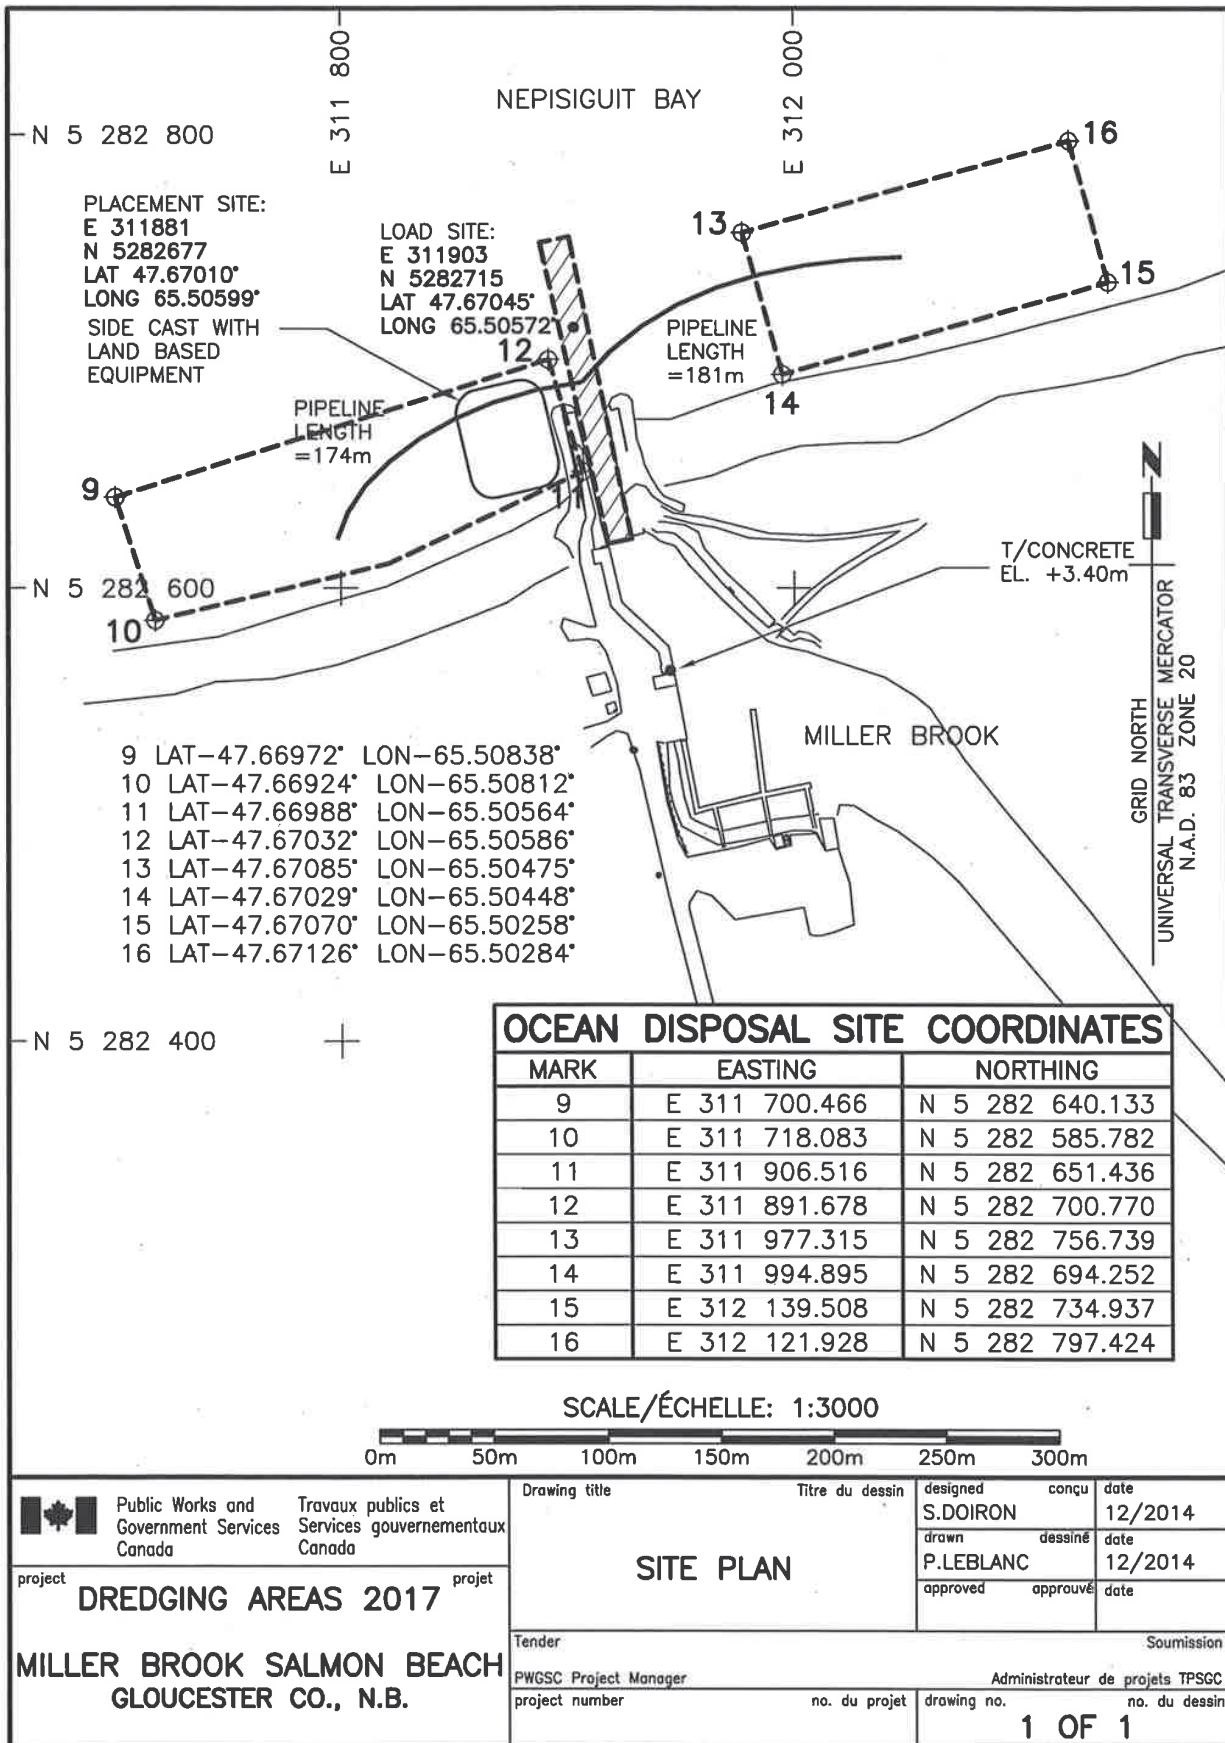 E 311 800
E 312 000
NEPISIGUIT BAY
N 5 282 800
16
PLACEMENT SITE:
E 311881
N 5282677
LAT 47.67010°
LONG 65.50599°
SIDE CAST WITH
LAND BASED
EQUIPMENT
LOAD SITE:
E 311903
N 5282715
LAT 47.67045°
LONG 65.50572°
13
15
12
PIPELINE
LENGTH
=181m
14
PIPELINE
LENGTH
=174m
9
N
T/CONCRETE
EL. +3.40m
N 5 282 600
10
MILLER BROOK
GRID NORTH
UNIVERSAL TRANSVERSE MERCATOR
N.A.D. 83 ZONE 20
9 LAT-47.66972° LON-65.50838°
10 LAT-47.66924° LON-65.50812°
11 LAT-47.66988° LON-65.50564°
12 LAT-47.67032° LON-65.50586°
13 LAT-47.67085° LON-65.50475°
14 LAT-47.67029° LON-65.50448°
15 LAT-47.67070° LON-65.50258°
16 LAT-47.67126° LON-65.50284°
N 5 282 400
OCEAN DISPOSAL SITE COORDINATES
MARK EASTING NORTHING
9 E 311 700.466 N 5 282 640.133
10 E 311 718.083 N 5 282 585.782
11 E 311 906.516 N 5 282 651.436
12 E 311 891.678 N 5 282 700.770
13 E 311 977.315 N 5 282 756.739
14 E 311 994.895 N 5 282 694.252
15 E 312 139.508 N 5 282 734.937
16 E 312 121.928 N 5 282 797.424
SCALE/ÉCHELLE: 1:3000
0m 50m 100m 150m 200m 250m 300m
Public Works and
Government Services
Canada
Travaux publics et
Services gouvernementaux
Canada
project projet
DREDGING AREAS 2017
MILLER BROOK SALMON BEACH
GLOUCESTER CO., N.B.
Drawing title Titre du dessin
SITE PLAN
designed conçu date
S.DOIRON 12/2014
drawn dessiné date
P.LEBLANC 12/2014
approved approuvé date
Tender Soumission
PWGSC Project Manager Administrateur de projets TPSGC
project number no. du projet
drawing no. no. du dessin
1 OF 1